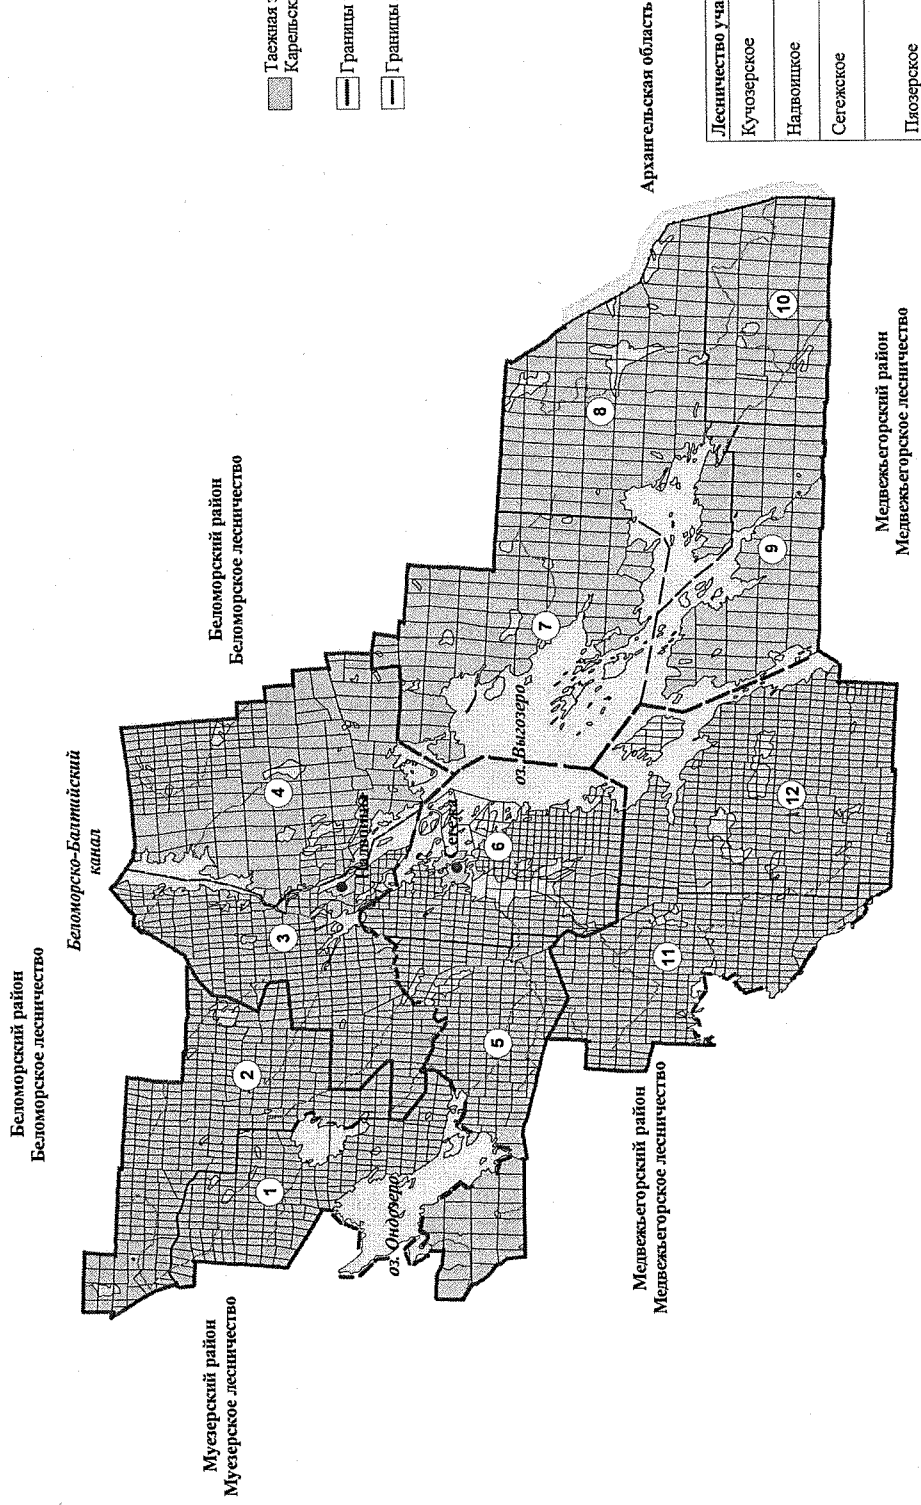 Беломорский район
Беломорское лесничество
Беломорско-Балтийский
канал
Беломорский район
Беломорское лесничество
Муезерский район
Муезерское лесничество
Медвежьегорский район
Медвежьегорское лесничество
Медвежьегорский район
Медвежьегорское лесничество
Архангельская область
оз. Ондозеро
оз. Выгозеро
Надвоицы
Сегежа
1
2
3
4
5
6
7
8
9
10
11
12
Таежная з
Карельск
Границы
Границы
Лесничество уча
Кучозерское
Надвоицкое
Сегежское
Пяозерское